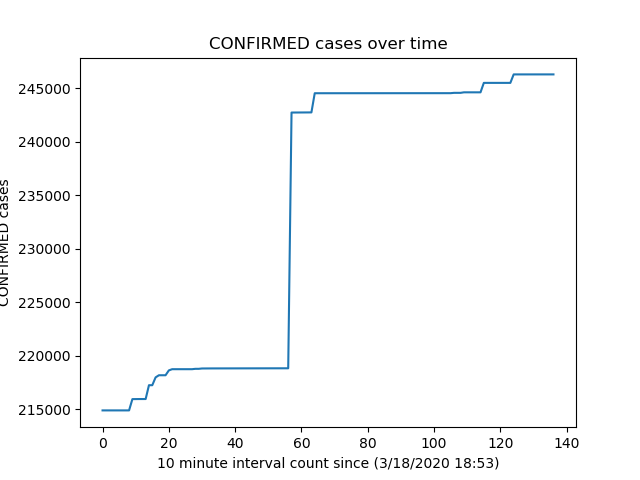 CONFIRMED cases over time
245000
240000
235000
230000
225000
220000
215000
CONFIRMED cases
0 20 40 60 80 100 120 140
10 minute interval count since (3/18/2020 18:53)